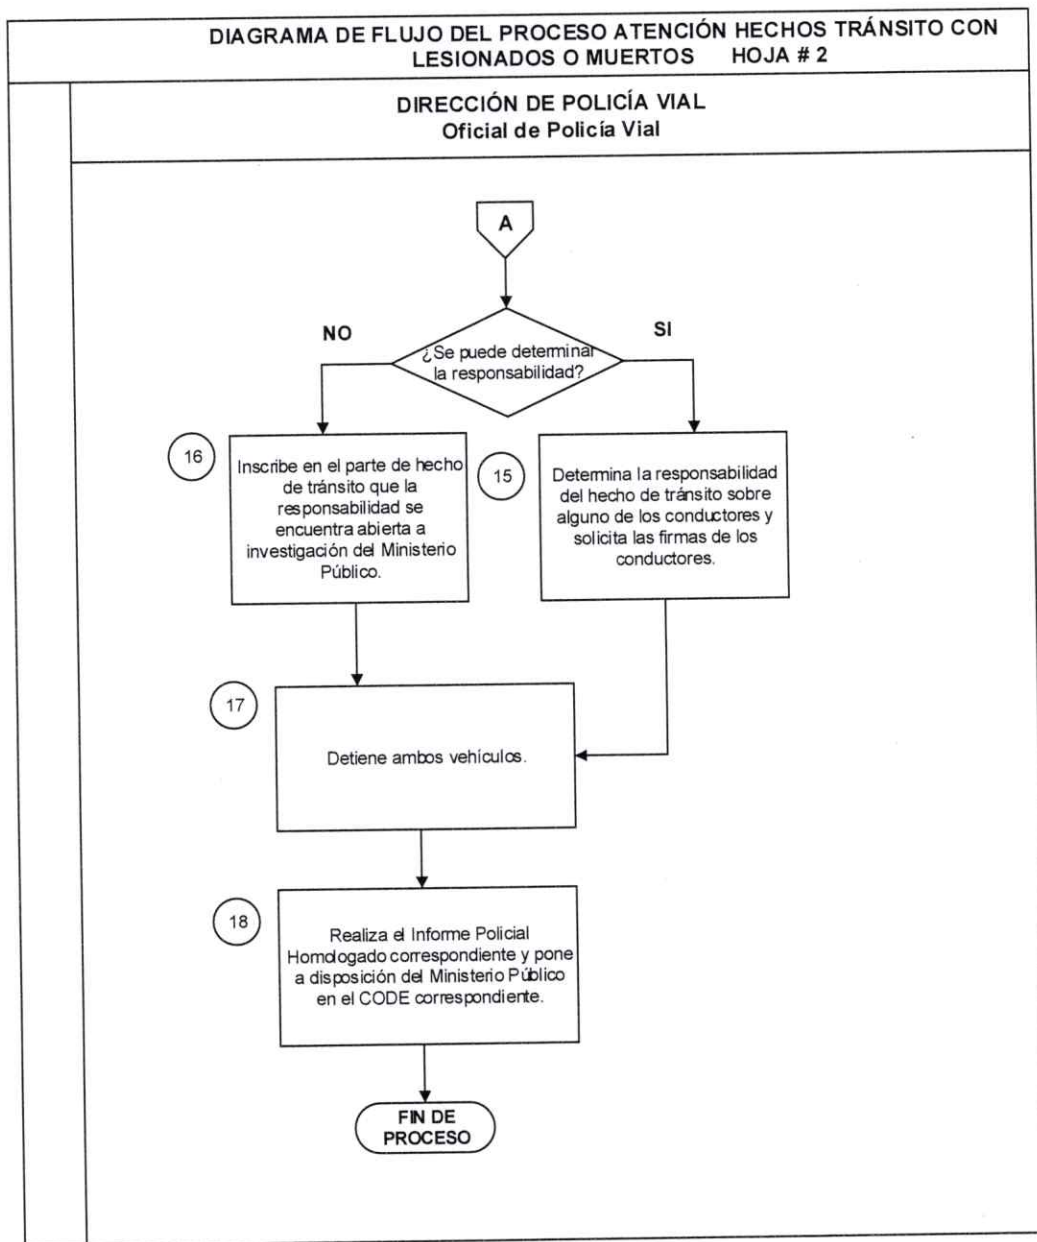 DIAGRAMA DE FLUJO DEL PROCESO ATENCIÓN HECHOS TRÁNSITO CON
LESIONADOS O MUERTOS HOJA # 2
DIRECCIÓN DE POLICÍA VIAL
Oficial de Policía Vial
A
NO
SI
¿Se puede determinar
la responsabilidad?
16
Inscribe en el parte de hecho
de tránsito que la
responsabilidad se
encuentra abierta a
investigación del Ministerio
Público.
15
Determina la responsabilidad
del hecho de tránsito sobre
alguno de los conductores y
solicita las firmas de los
conductores.
17
Detiene ambos vehículos.
18
Realiza el Informe Policial
Homologado correspondiente y pone
a disposición del Ministerio Público
en el CODE correspondiente.
FIN DE
PROCESO